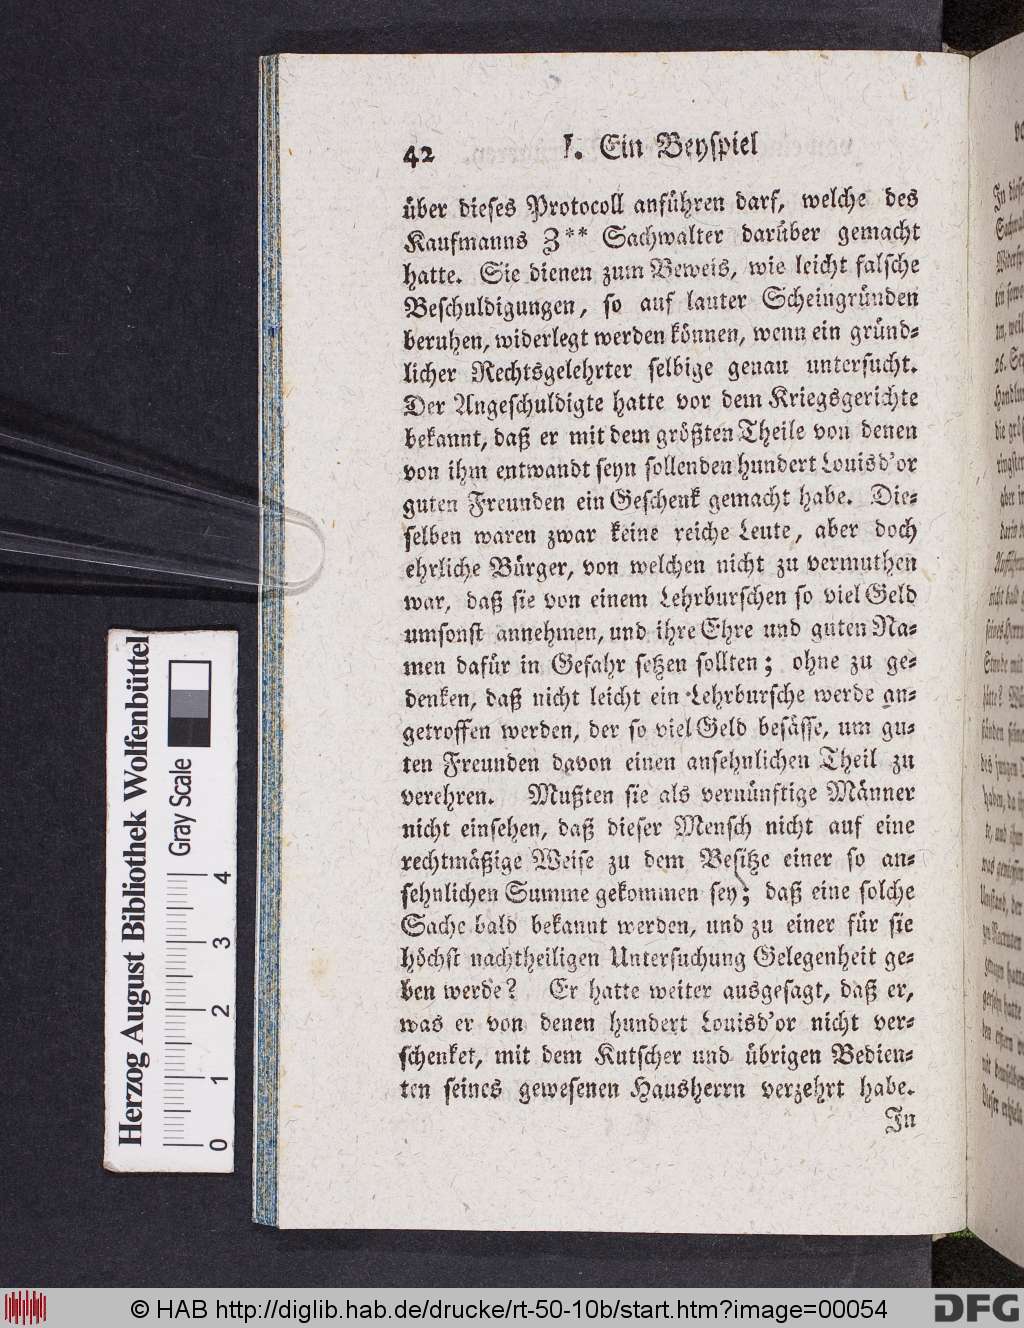 42 I. Ein Beyspiel
über dieses Protocoll anführen darf, welche des
Kaufmanns Z** Sachwalter darüber gemacht
hatte. Sie dienen zum Beweis, wie leicht falsche
Beschuldigungen, so auf lauter Scheingründen
beruhen, widerlegt werden können, wenn ein gründ-
licher Rechtsgelehrter selbige genau untersucht.
Der Angeschuldigte hatte vor dem Kriegsgerichte
bekannt, daß er mit dem größten Theile von denen
von ihm entwandt seyn sollenden hundert Louisd'or
guten Freunden ein Geschenk gemacht habe. Die-
selben waren zwar keine reiche Leute, aber doch
ehrliche Bürger, von welchen nicht zu vermuthen
war, daß sie von einem Lehrburschen so viel Geld
umsonst annehmen, und ihre Ehre und guten Na-
men dafür in Gefahr setzen sollten; ohne zu ge-
denken, daß nicht leicht ein Lehrbursche werde an-
getroffen werden, der so viel Geld besässe, um gu-
ten Freunden davon einen ansehnlichen Theil zu
verehren. Mußten sie als vernünftige Männer
nicht einsehen, daß dieser Mensch nicht auf eine
rechtmäßige Weise zu dem Besitze einer so an-
sehnlichen Summe gekommen sey; daß eine solche
Sache bald bekannt werden, und zu einer für sie
höchst nachtheiligen Untersuchung Gelegenheit ge-
ben werde? Er hatte weiter ausgesagt, daß er,
was er von denen hundert Louisd'or nicht ver-
schenket, mit dem Kutscher und übrigen Bedien-
ten seines gewesenen Hausherrn verzehrt habe.
In
Herzog August Bibliothek Wolfenbüttel
Gray Scale
0 1 2 3 4
© HAB http://diglib.hab.de/drucke/rt-50-10b/start.htm?image=00054
DFG